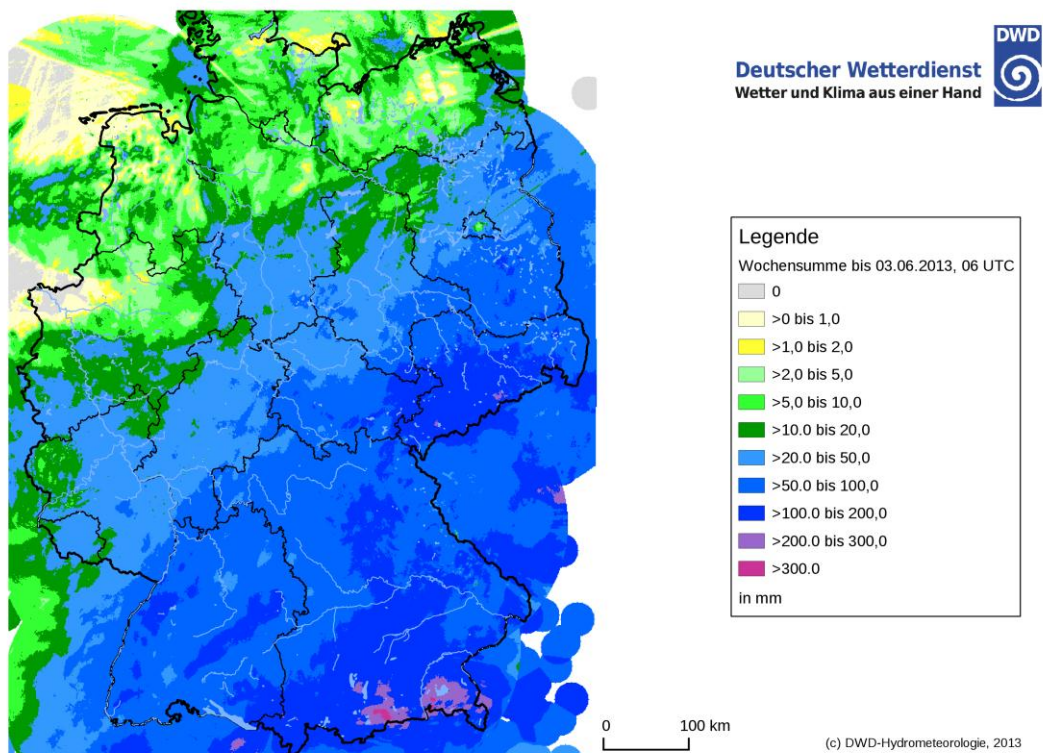 DWD
Deutscher Wetterdienst
Wetter und Klima aus einer Hand
Legende
Wochensumme bis 03.06.2013, 06 UTC
0
>0 bis 1,0
>1,0 bis 2,0
>2,0 bis 5,0
>5,0 bis 10,0
>10.0 bis 20,0
>20.0 bis 50,0
>50.0 bis 100,0
>100.0 bis 200,0
>200.0 bis 300,0
>300.0
in mm
0 100 km
(c) DWD-Hydrometeorologie, 2013